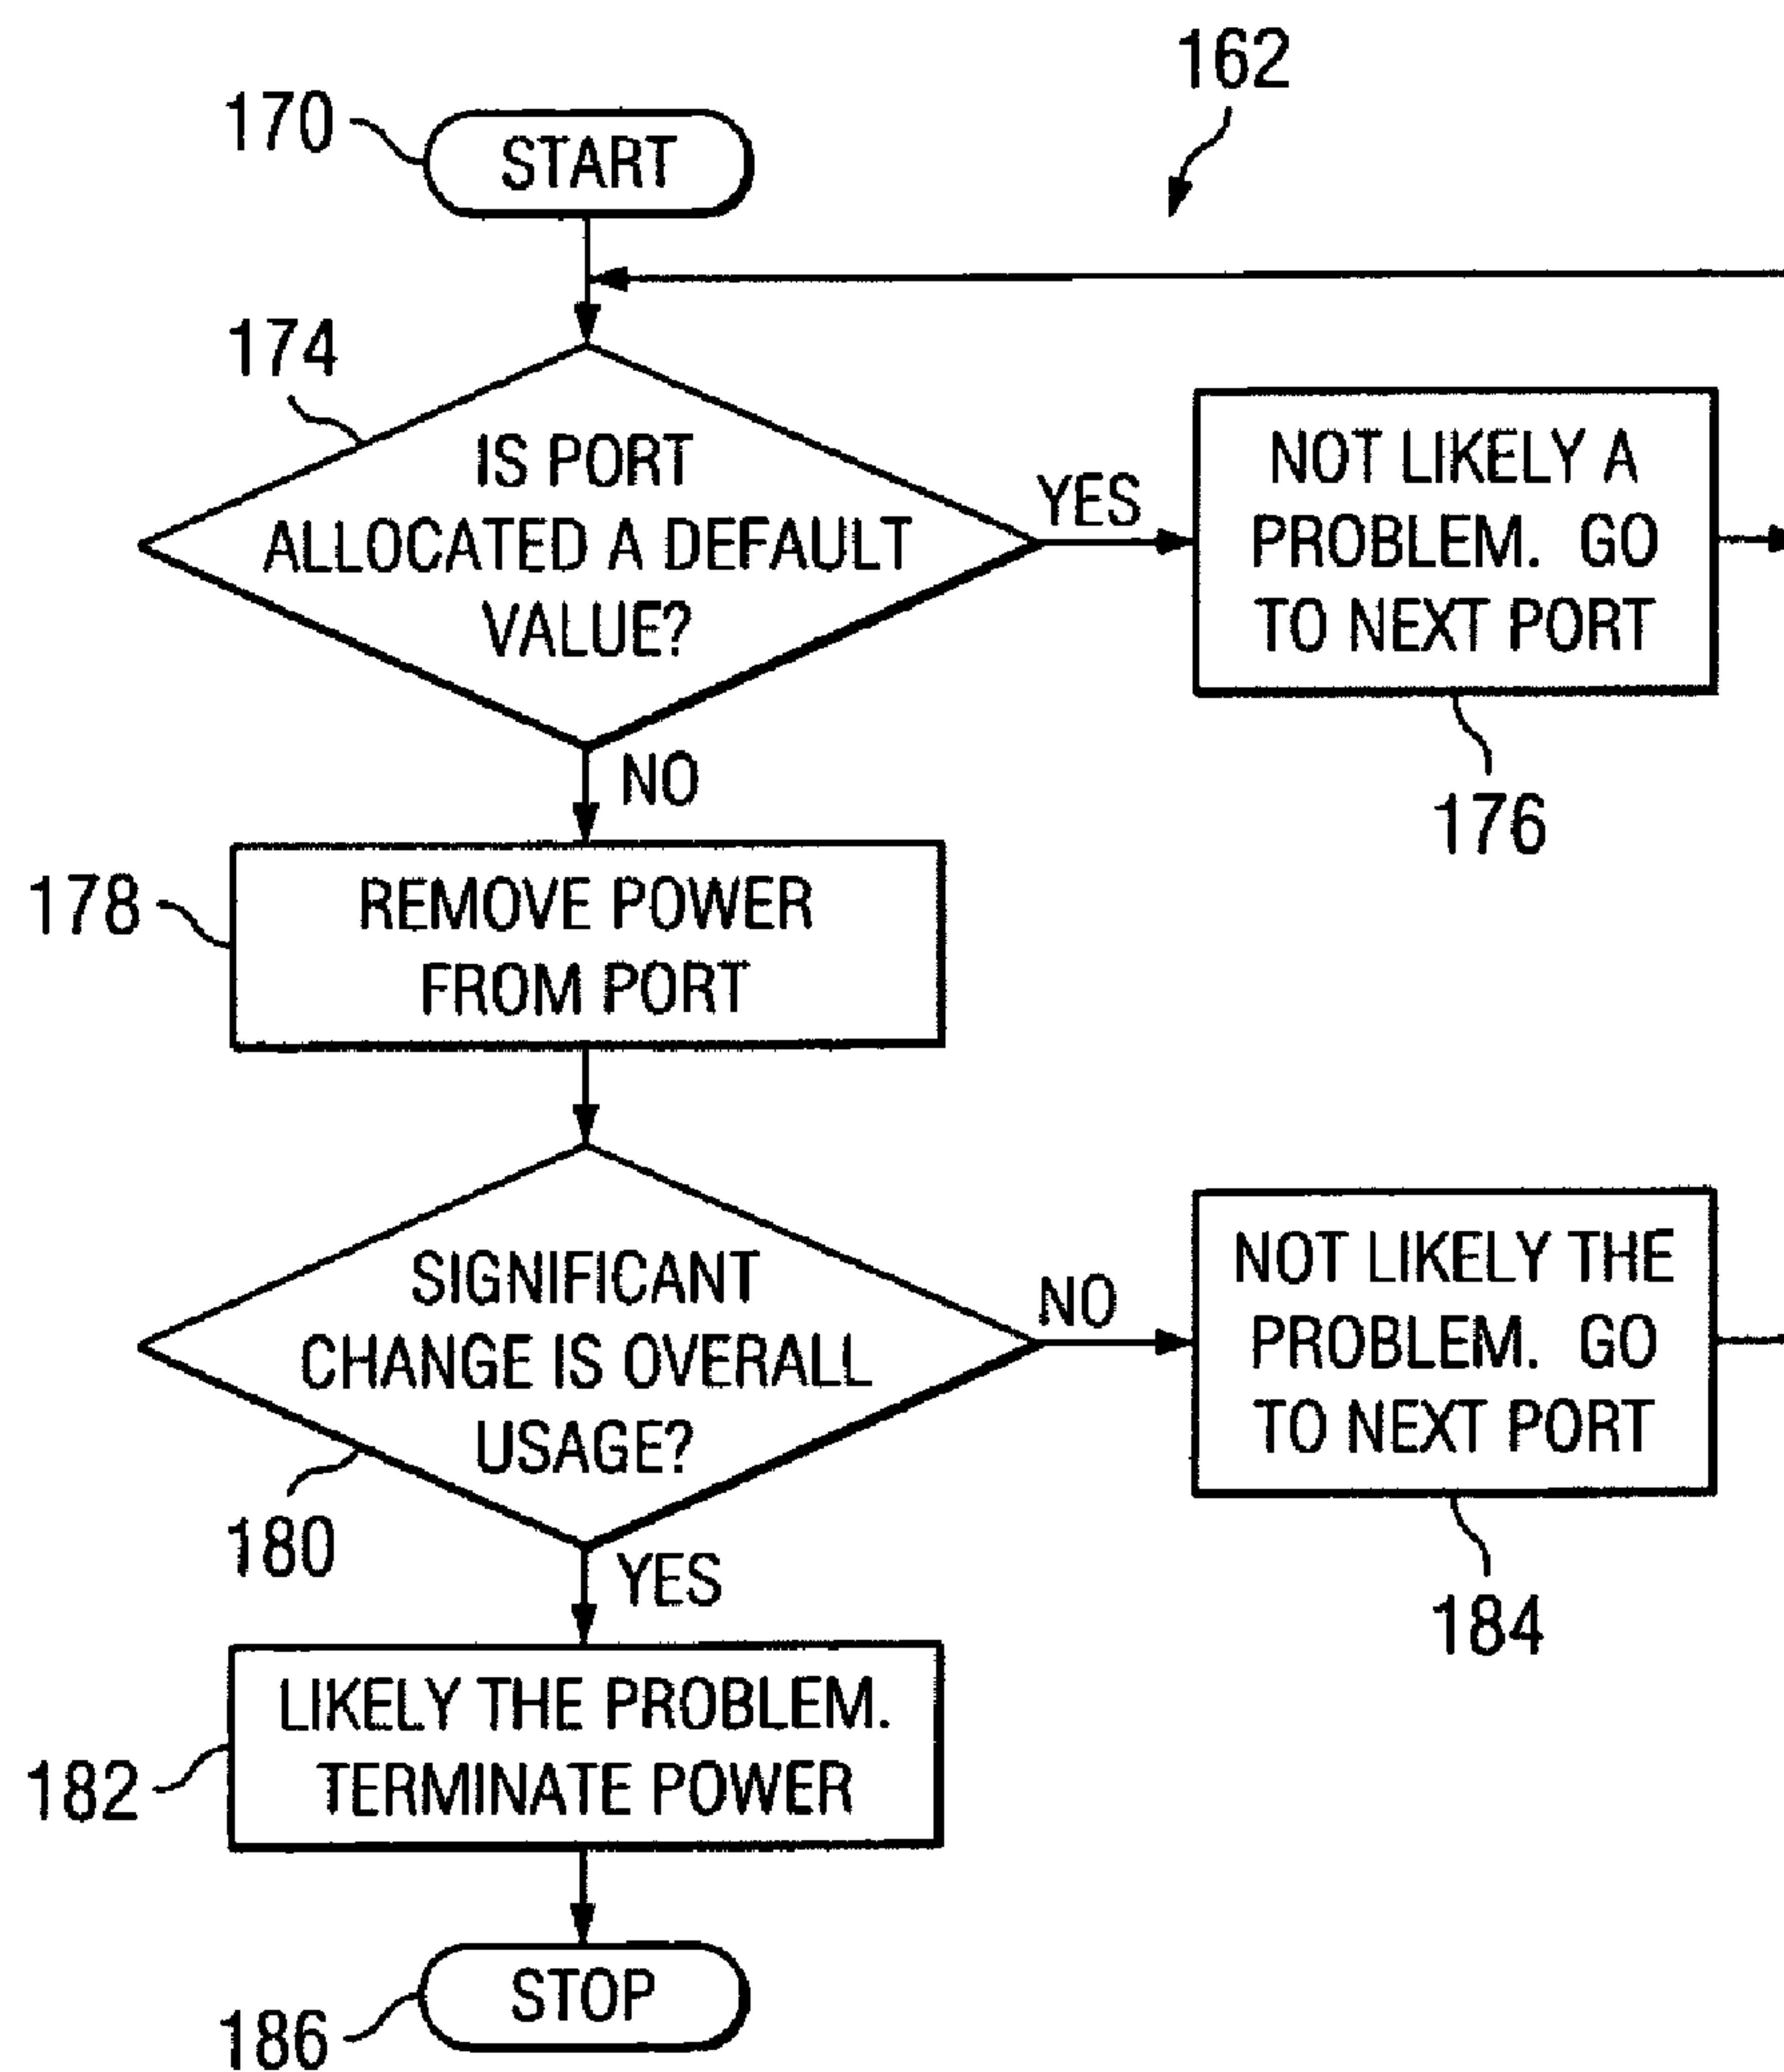 162
170
START
174
IS PORT
ALLOCATED A DEFAULT
VALUE?
YES
NOT LIKELY A
PROBLEM. GO
TO NEXT PORT
176
NO
178
REMOVE POWER
FROM PORT
SIGNIFICANT
CHANGE IS OVERALL
USAGE?
180
NO
NOT LIKELY THE
PROBLEM. GO
TO NEXT PORT
184
YES
LIKELY THE PROBLEM.
TERMINATE POWER
182
STOP
186